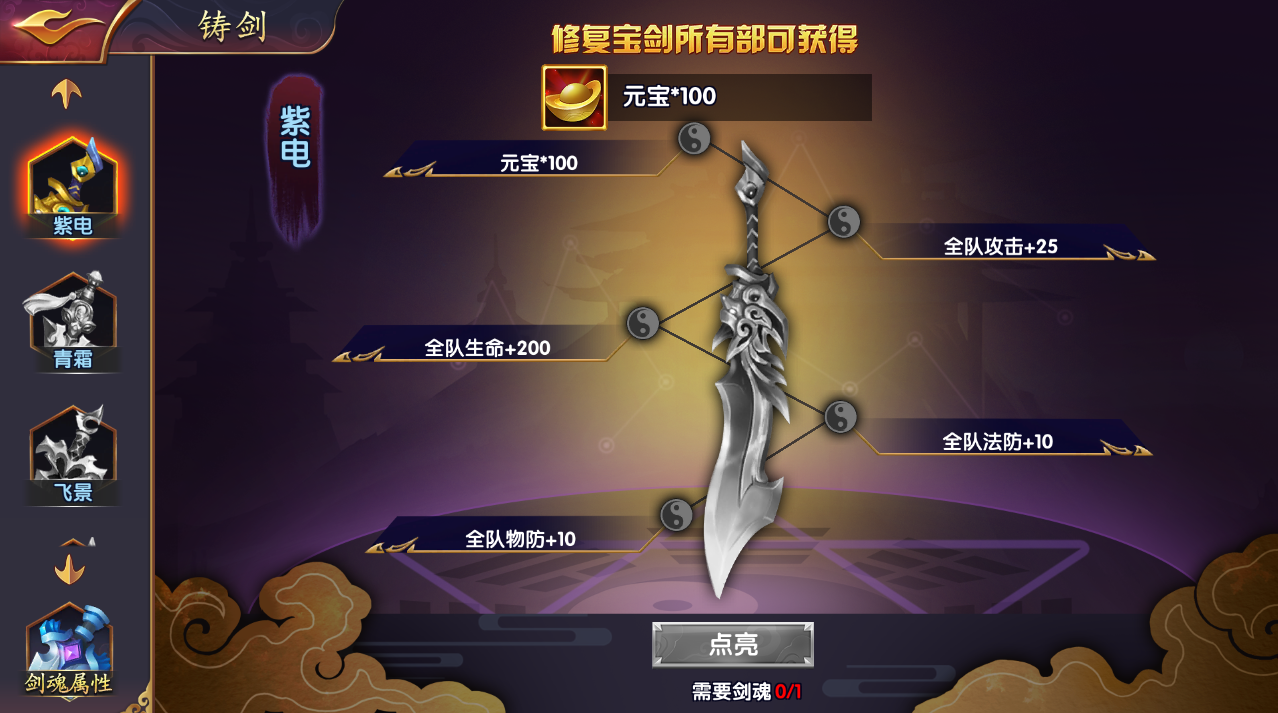 铸剑
修复宝剑所有部可获得
元宝*100
紫电
元宝*100
全队攻击+25
全队生命+200
全队法防+10
全队物防+10
紫电
青霜
飞景
剑魂属性
点亮
需要剑魂0/1